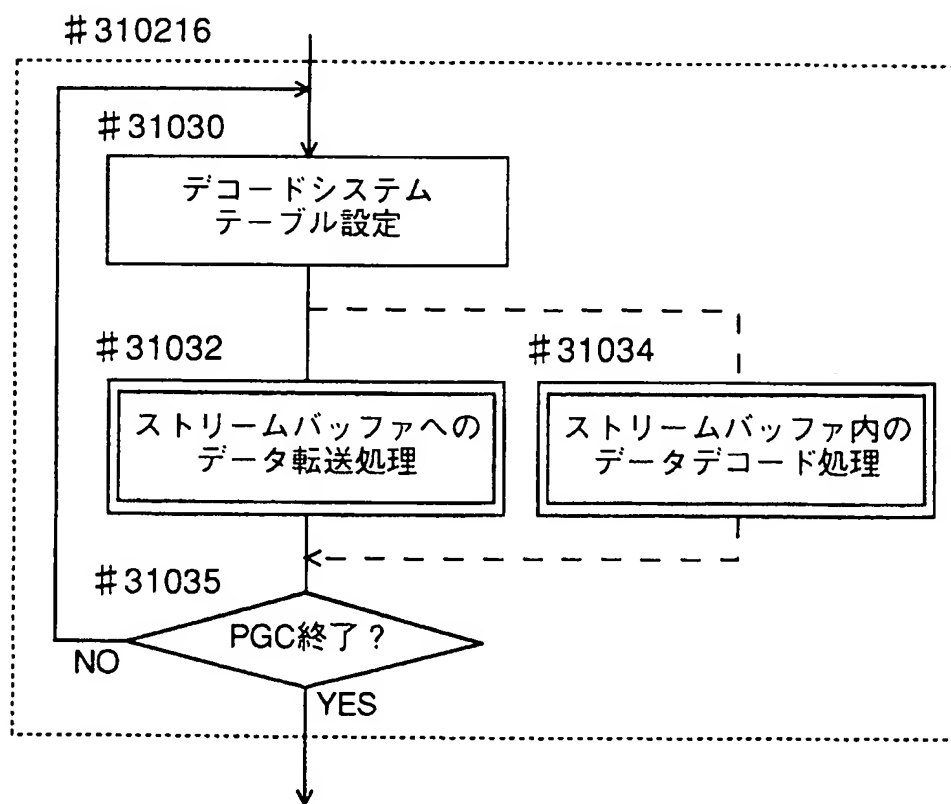 #310216
#31030
デコードシステム
テーブル設定
#31032
#31034
ストリームバッファへの
データ転送処理
ストリームバッファ内の
データデコード処理
#31035
PGC終了?
NO
YES